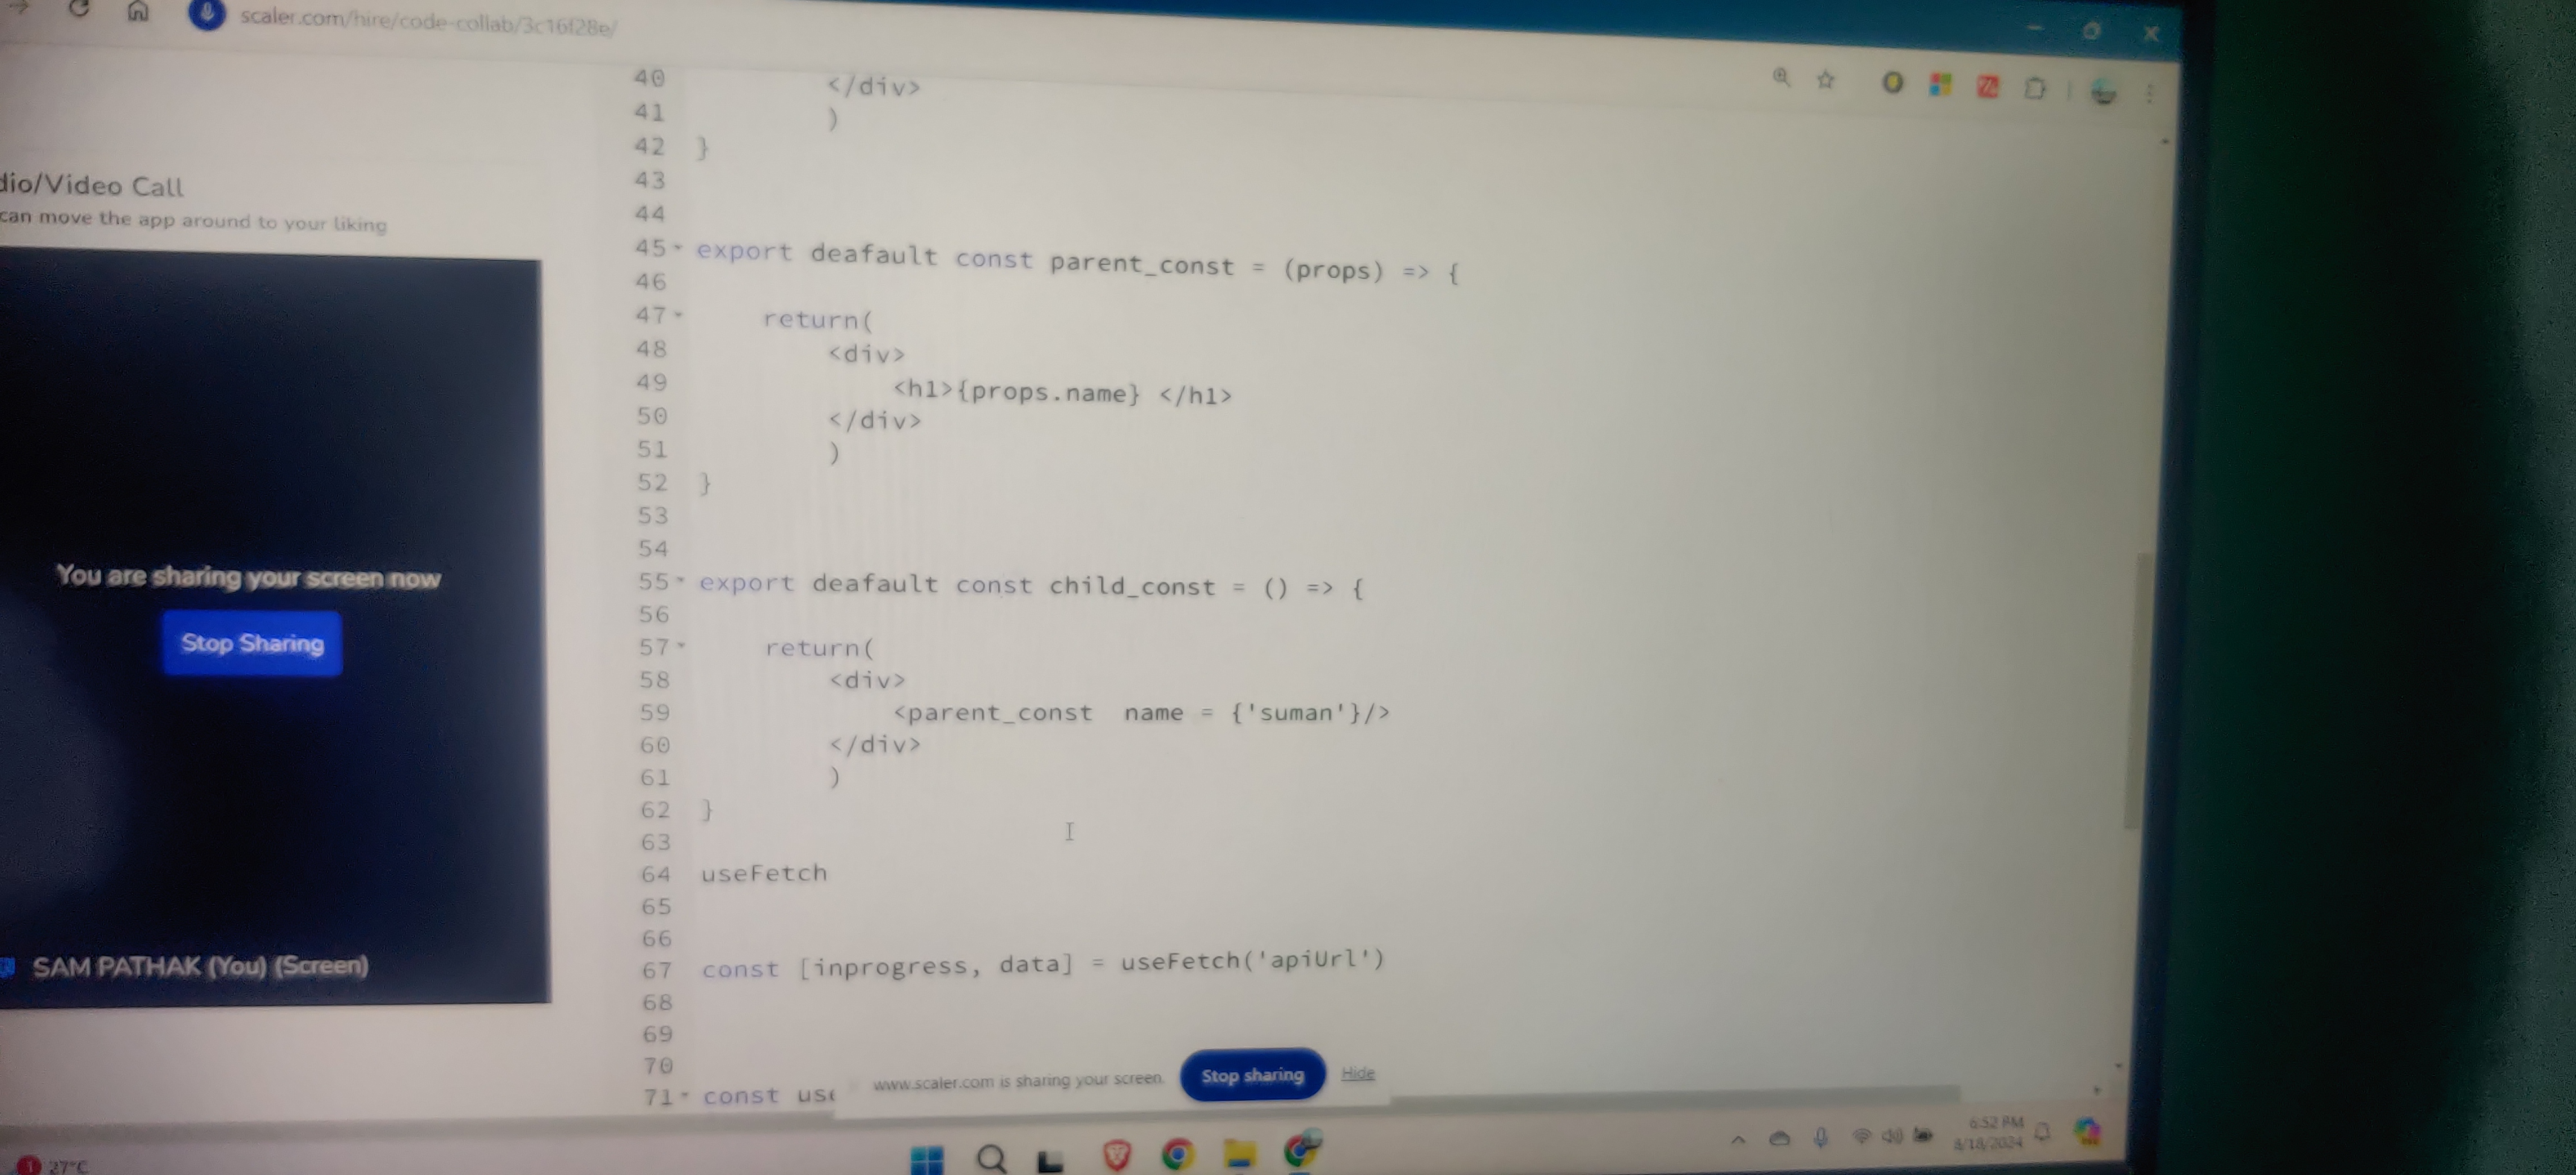 scaler.com/hire/code-collab/3c16f28e/
dio/Video Call
can move the app around to your liking
You are sharing your screen now
Stop Sharing
SAM PATHAK (You) (Screen)
40 </div>
41 )
42 }
43
44
45 export deafault const parent_const = (props) => {
46
47 return(
48 <div>
49 <h1>{props.name} </h1>
50 </div>
51 )
52 }
53
54
55 export deafault const child_const = () => {
56
57 return(
58 <div>
59 <parent_const name = {'suman'}/>
60 </div>
61 )
62 }
63
64 useFetch
65
66
67 const [inprogress, data] = useFetch('apiUrl')
68
69
70
71 const use
www.scaler.com is sharing your screen. Stop sharing Hide
1 27°C
6:52 PM
8/18/2024